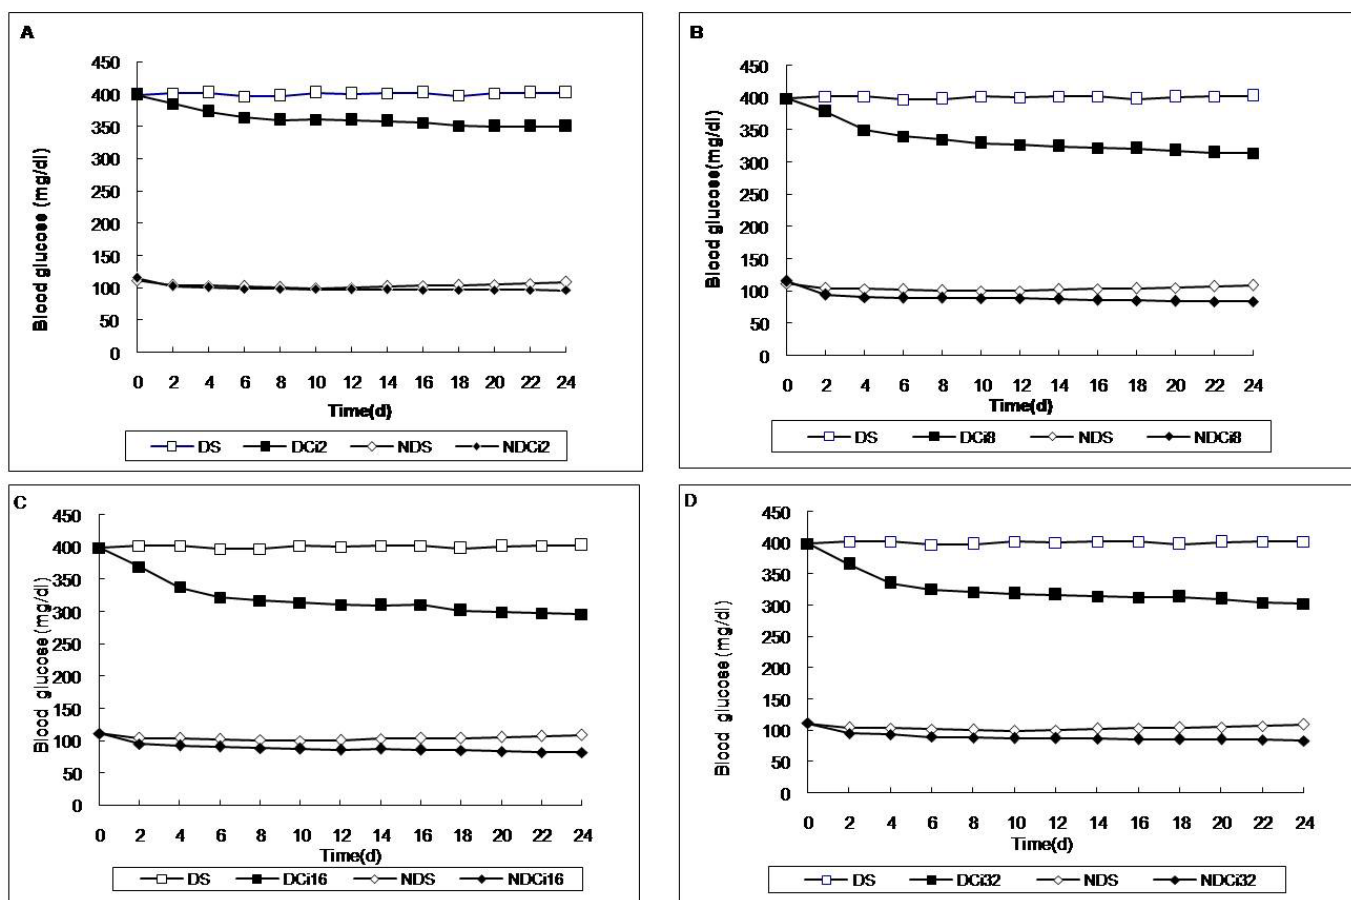 A
Blood glucose (mg/dl)
450
400
350
300
250
200
150
100
50
0
0 2 4 6 8 10 12 14 16 18 20 22 24
Time(d)
DS DCi2 NDS NDCi2
B
Blood glucose(mg/dl)
450
400
350
300
250
200
150
100
50
0
0 2 4 6 8 10 12 14 16 18 20 22 24
Time(d)
DS DCi8 NDS NDCi8
C
Blood glucose (mg/dl)
450
400
350
300
250
200
150
100
50
0
0 2 4 6 8 10 12 14 16 18 20 22 24
Time(d)
DS DCi16 NDS NDCi16
D
Blood glucose (mg/dl)
450
400
350
300
250
200
150
100
50
0
0 2 4 6 8 10 12 14 16 18 20 22 24
Time(d)
DS DCi32 NDS NDCi32